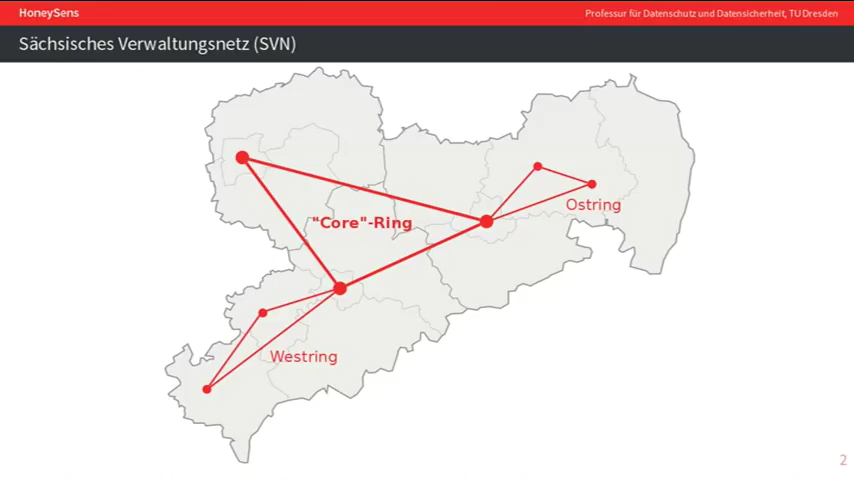 HoneySens
Professur für Datenschutz und Datensicherheit, TU Dresden
Sächsisches Verwaltungsnetz (SVN)
"Core"-Ring
Ostring
Westring
2